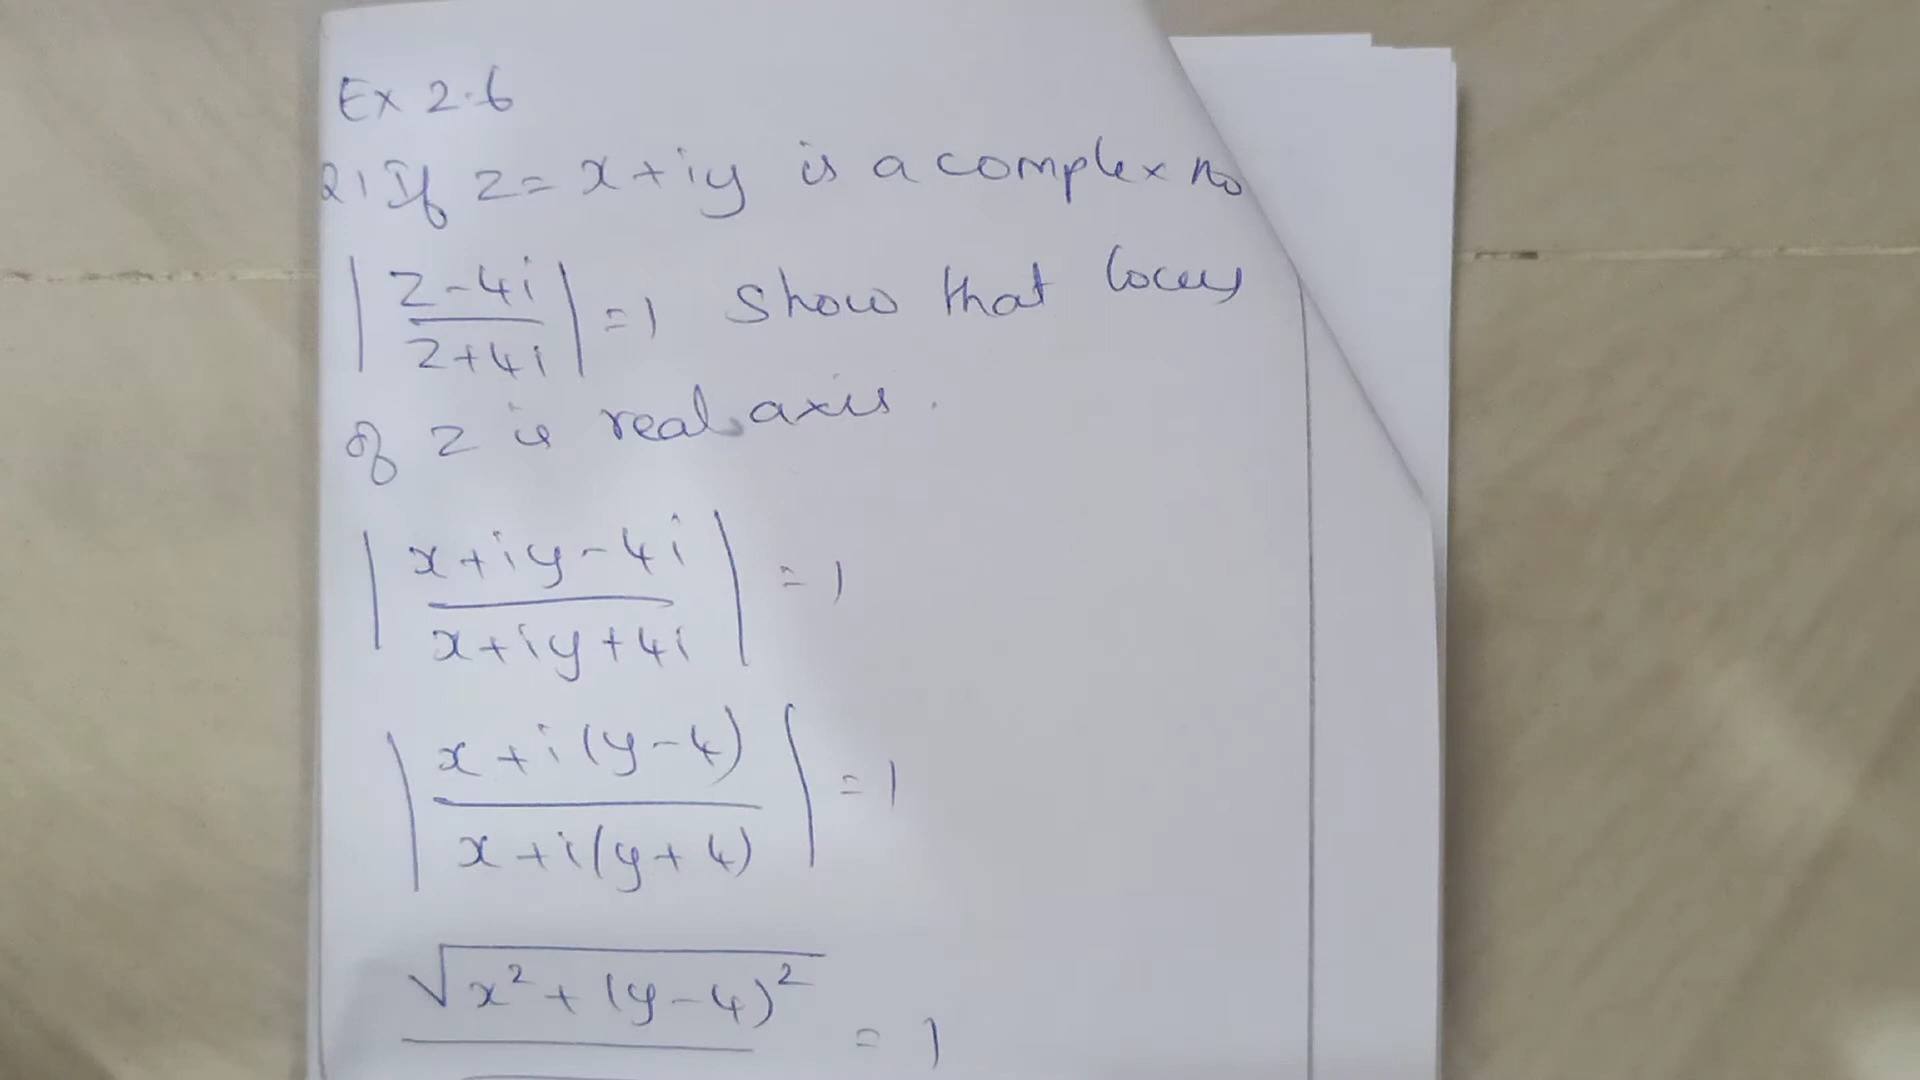 Ex 2.6
Q1 If z = x+iy is a complex no
|z-4i / z+4i| = 1 show that locus
of z is real axis.
|x+iy-4i / x+iy+4i| = 1
|x+i(y-4) / x+i(y+4)| = 1
√x²+(y-4)² = 1